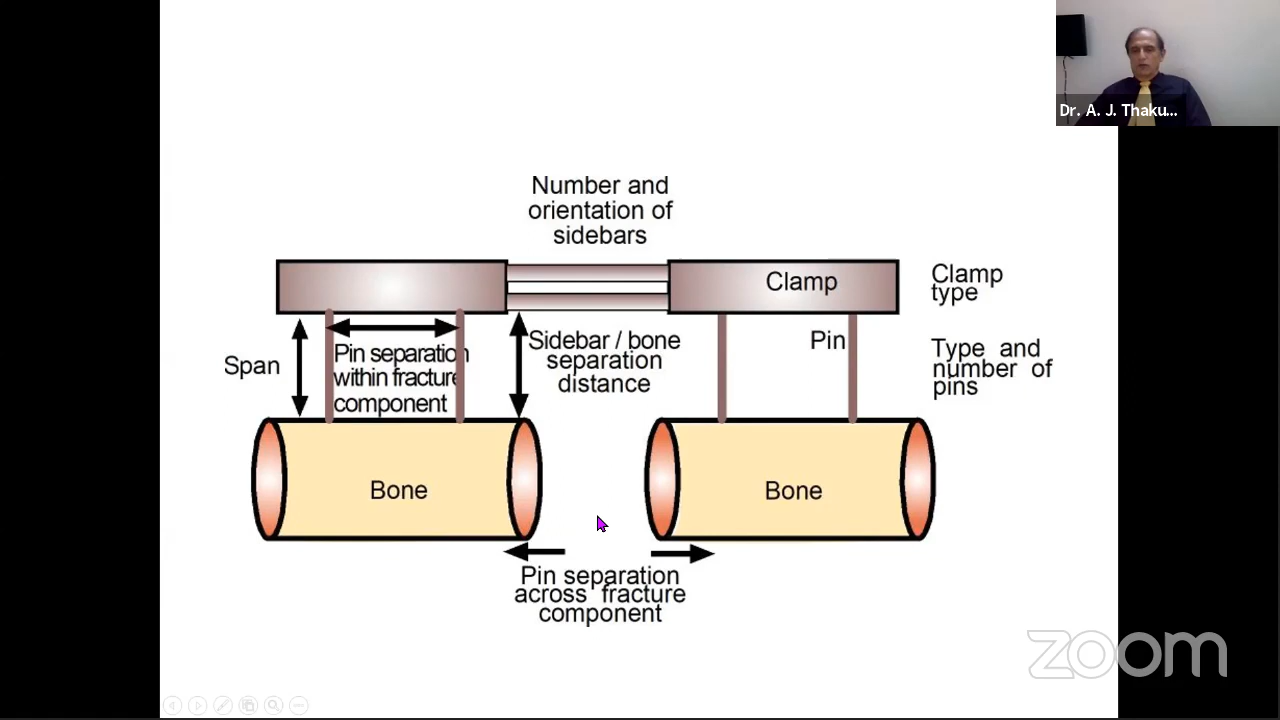 Dr. A. J. Thaku...
Number and
orientation of
sidebars
Clamp
Clamp
type
Span
Pin separation
within fracture
component
Sidebar / bone
separation
distance
Pin
Type and
number of
pins
Bone
Bone
Pin separation
across fracture
component
zoom